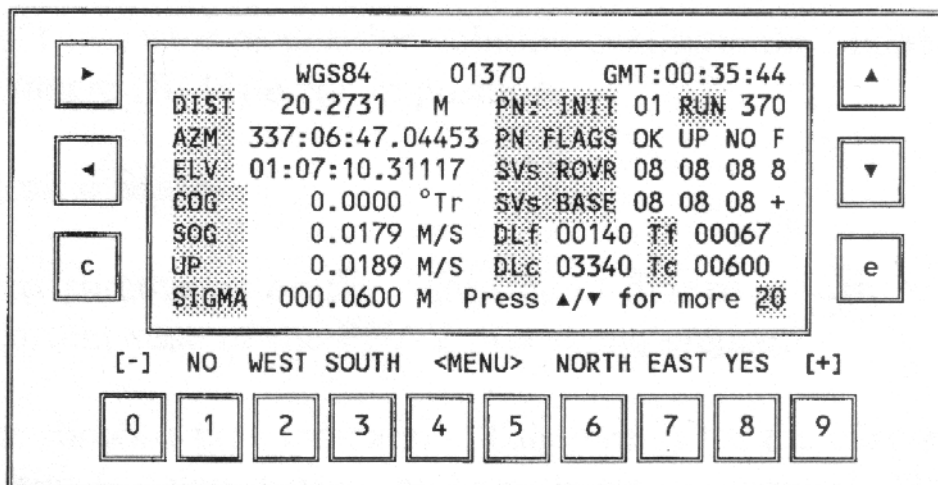 WGS84 01370 GMT:00:35:44
DIST 20.2731 M PN: INIT 01 RUN 370
AZM 337:06:47.04453 PN FLAGS OK UP NO F
ELV 01:07:10.31117 SVs ROVR 08 08 08 8
COG 0.0000 °Tr SVs BASE 08 08 08 +
SOG 0.0179 M/S DLf 00140 Tf 00067
UP 0.0189 M/S DLc 03340 Tc 00600
SIGMA 000.0600 M Press ▲/▼ for more 20
► ▲
◄ ▼
c e
[-] NO WEST SOUTH <MENU> NORTH EAST YES [+]
0 1 2 3 4 5 6 7 8 9